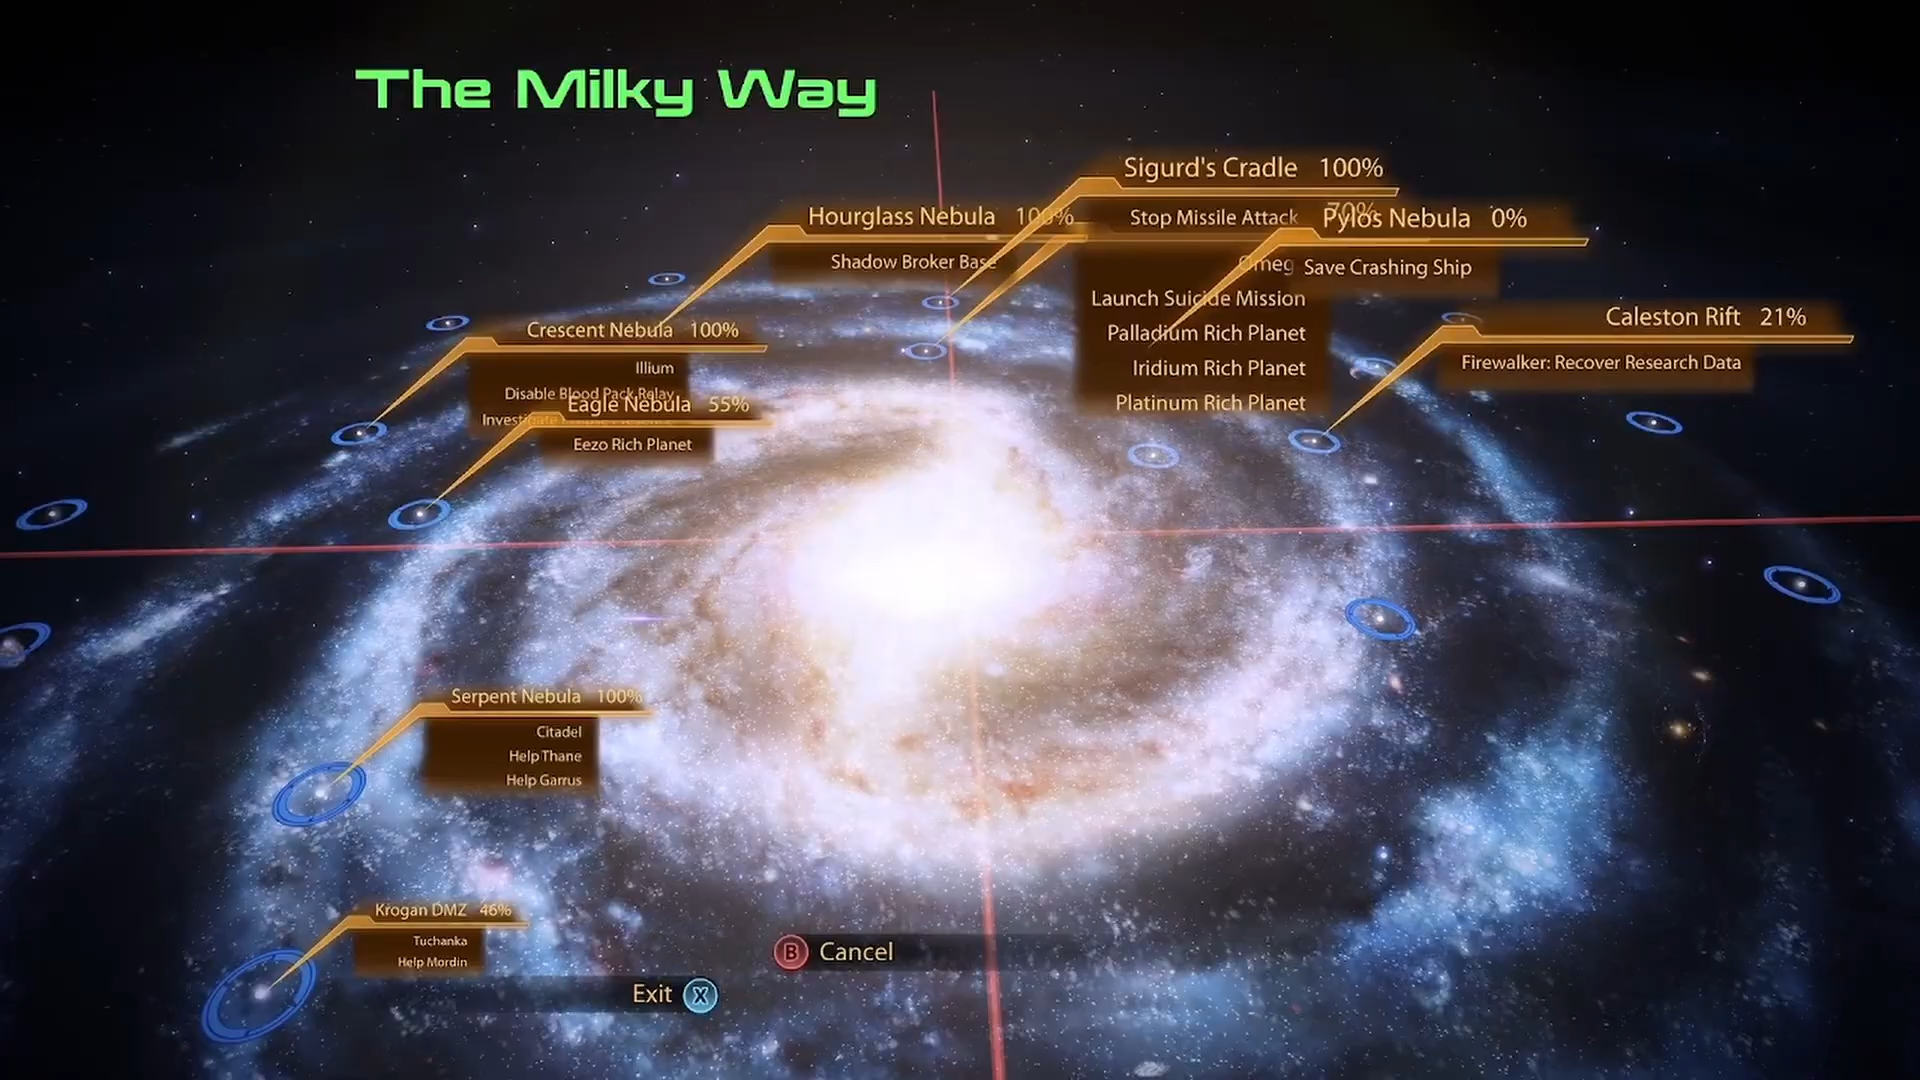 The Milky Way
Sigurd's Cradle 100%
Stop Missile Attack
Hourglass Nebula 100%
Shadow Broker Base
70%
Pylos Nebula 0%
Save Crashing Ship
Launch Suicide Mission
Palladium Rich Planet
Iridium Rich Planet
Platinum Rich Planet
Caleston Rift 21%
Firewalker: Recover Research Data
Crescent Nebula 100%
Illium
Disable Blood Pack Relay
Eagle Nebula 55%
Eezo Rich Planet
Serpent Nebula 100%
Citadel
Help Thane
Help Garrus
Krogan DMZ 46%
Tuchanka
Help Mordin
B Cancel
Exit X